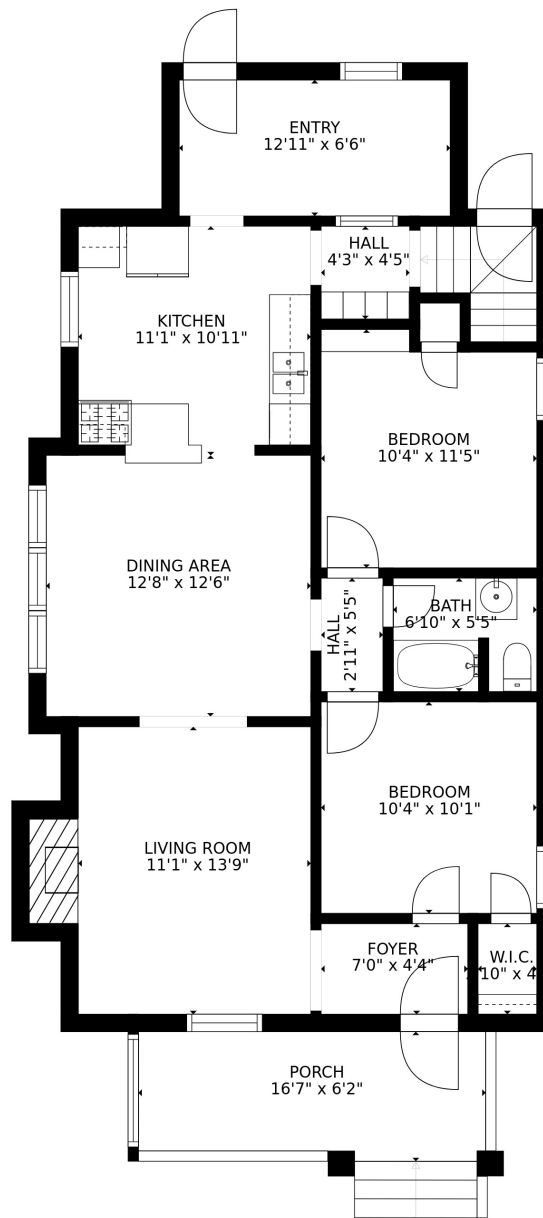 ENTRY
12'11" x 6'6"
HALL
4'3" x 4'5"
KITCHEN
11'1" x 10'11"
BEDROOM
10'4" x 11'5"
DINING AREA
12'8" x 12'6"
HALL
2'11" x 5'5"
BATH
6'10" x 5'5"
BEDROOM
10'4" x 10'1"
LIVING ROOM
11'1" x 13'9"
FOYER
7'0" x 4'4"
W.I.C.
PORCH
16'7" x 6'2"